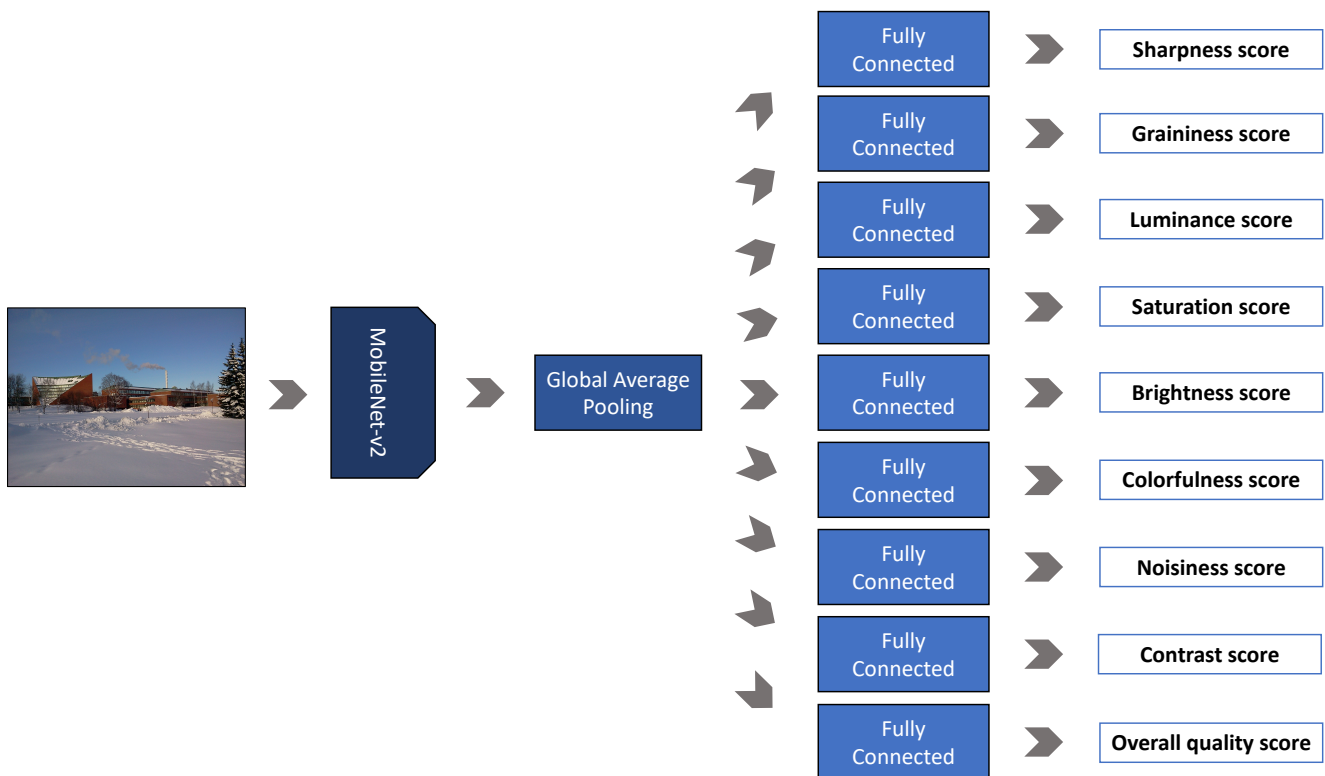 Fully
Connected
Sharpness score
Fully
Connected
Graininess score
Fully
Connected
Luminance score
Fully
Connected
Saturation score
MobileNet-v2
Global Average
Pooling
Fully
Connected
Brightness score
Fully
Connected
Colorfulness score
Fully
Connected
Noisiness score
Fully
Connected
Contrast score
Fully
Connected
Overall quality score